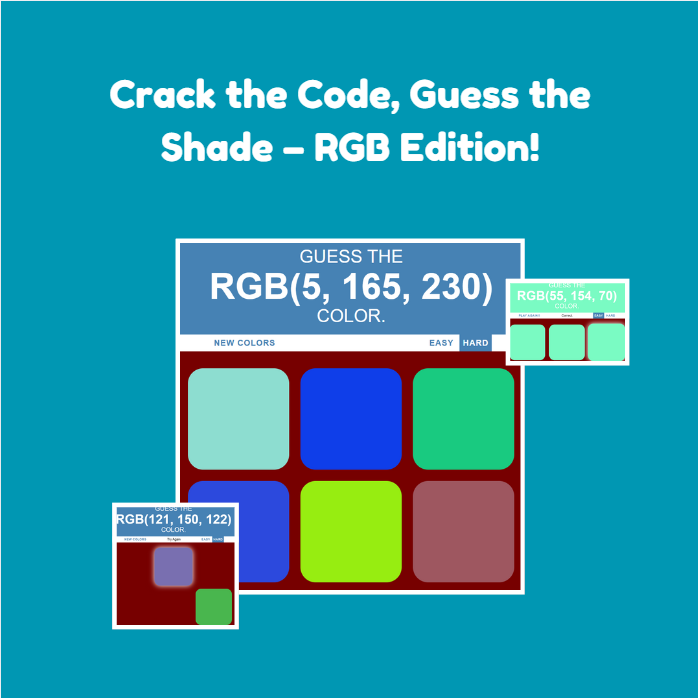 Crack the Code, Guess the
Shade – RGB Edition!
GUESS THE
RGB(5, 165, 230)
COLOR.
NEW COLORS EASY HARD
GUESS THE
RGB(55, 154, 70)
COLOR.
PLAY AGAIN? Correct! EASY HARD
GUESS THE
RGB(121, 150, 122)
COLOR.
NEW COLORS Try Again EASY HARD